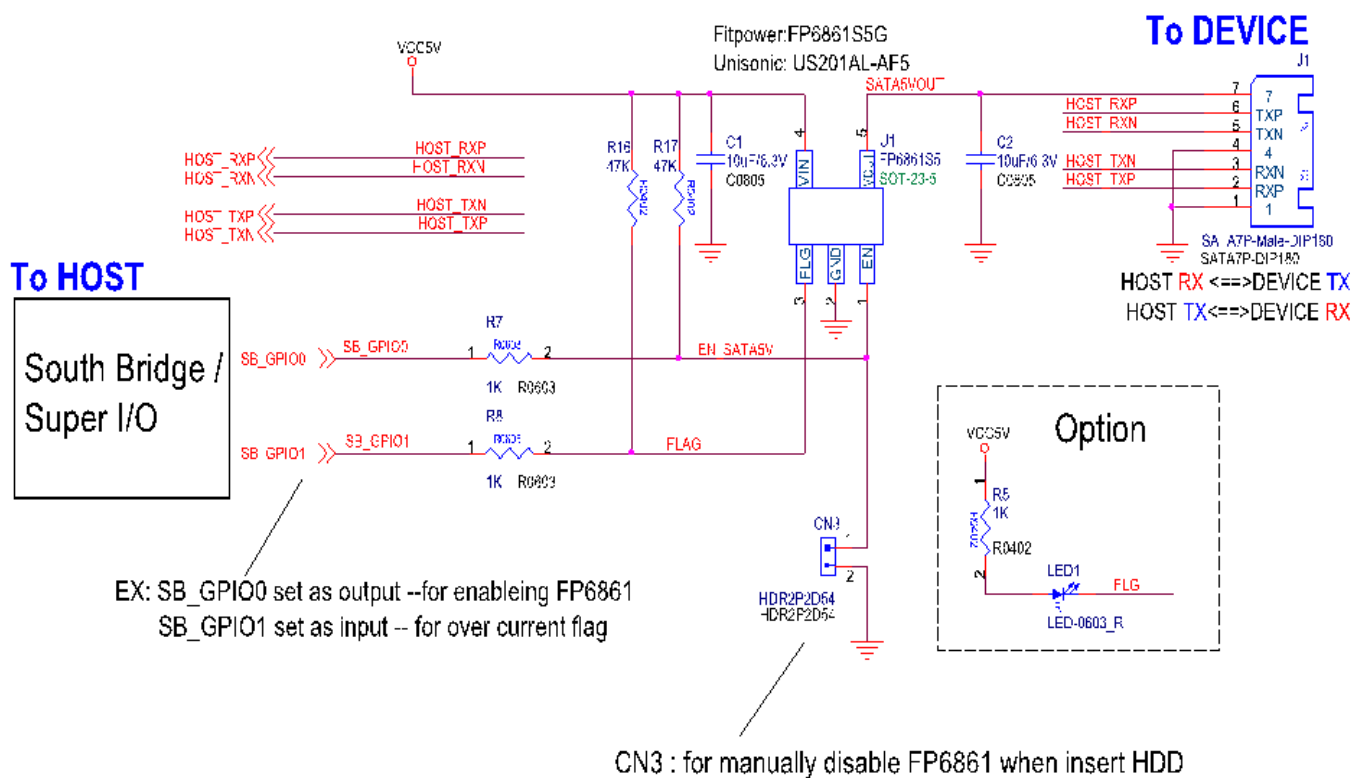 Fitpower:FP6861S5G
Unisonic: US201AL-AF5
To DEVICE
VCC5V
J1
SATA5VOUT
7
7
HOST_RXP
6
TXP
HOST_RXN
5
TXN
4
4
HOST_TXN
3
RXN
HOST_TXP
2
RXP
1
1
SATA7P-DIP180
HOST RX <==>DEVICE TX
HOST TX<==>DEVICE RX
4
5
VIN
J1
FP6861S5
SOT-23-5
R16
47K
R17
47K
C1
10uF/6.3V
C0805
C2
10uF/6.3V
C0805
HOST_RXP
HOST_RXP
HOST_RXN
HOST_RXN
HOST_TXN
HOST_TXP
HOST_TXP
HOST_TXN
FLG
GND
EN
3
2
1
To HOST
South Bridge /
Super I/O
SB_GPIO0
SB_GPIO0
R7
1
2
1K
R0603
EN_SATA5V
SB_GPIO1
SB_GPIO1
R8
1
2
1K
R0603
FLAG
CN3
1
2
HDR2P2D54
HDR2P2D54
Option
VCC5V
1
R5
1K
R0402
2
LED1
FLG
LED-0603_R
EX: SB_GPIO0 set as output --for enableing FP6861
SB_GPIO1 set as input -- for over current flag
CN3 : for manually disable FP6861 when insert HDD